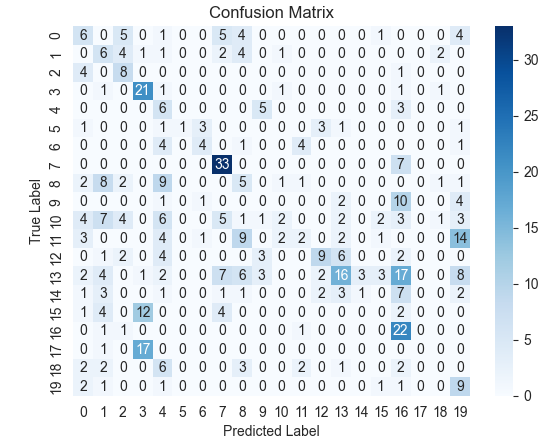 Confusion Matrix
0 6 0 5 0 1 0 0 5 4 0 0 0 0 0 0 1 0 0 0 4
1 0 6 4 1 1 0 0 2 4 0 1 0 0 0 0 0 0 0 2 0
2 4 0 8 0 0 0 0 0 0 0 0 0 0 0 0 0 1 0 0 0
3 0 1 0 21 1 0 0 0 0 0 1 0 0 0 0 0 1 0 1 0
4 0 0 0 0 6 0 0 0 0 5 0 0 0 0 0 0 3 0 0 0
5 1 0 0 0 1 1 3 0 0 0 0 0 3 1 0 0 0 0 0 1
6 0 0 0 0 4 0 4 0 1 0 0 4 0 0 0 0 0 0 0 1
7 0 0 0 0 0 0 0 33 0 0 0 0 0 0 0 0 7 0 0 0
8 2 8 2 0 9 0 0 0 5 0 1 1 0 0 0 0 0 0 1 1
9 0 0 0 0 1 0 1 0 0 0 0 0 0 2 0 0 10 0 0 4
10 4 7 4 0 6 0 0 5 1 1 2 0 0 2 0 2 3 0 1 3
11 3 0 0 0 4 0 1 0 9 0 2 2 0 2 0 1 0 0 0 14
12 0 1 2 0 4 0 0 0 0 3 0 0 9 6 0 0 2 0 0 0
13 2 4 0 1 2 0 0 7 6 3 0 0 2 16 3 3 17 0 0 8
14 1 3 0 0 1 0 0 1 1 0 0 0 2 3 1 0 7 0 0 2
15 1 4 0 12 0 0 0 4 0 0 0 0 0 0 0 0 2 0 0 0
16 0 1 1 0 0 0 0 0 0 0 0 1 0 0 0 0 22 0 0 0
17 0 1 0 17 0 0 0 0 0 0 0 0 0 0 0 0 0 0 0 0
18 2 2 0 0 6 0 0 0 3 0 0 2 0 1 0 0 2 0 0 0
19 2 1 0 0 0 0 0 0 0 0 0 0 0 0 1 1 0 0 0 9
0 1 2 3 4 5 6 7 8 9 10 11 12 13 14 15 16 17 18 19
Predicted Label
True Label
30
25
20
15
10
5
0